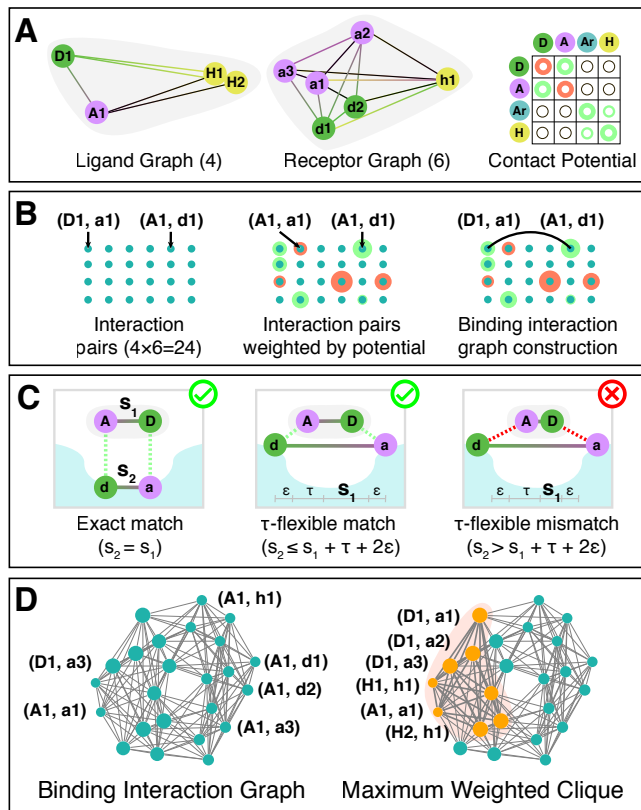 A
D1
H1
H2
A1
Ligand Graph (4)
a2
a3
a1
h1
d2
d1
Receptor Graph (6)
D A Ar H
D
A
Ar
H
Contact Potential
B
(D1, a1) (A1, d1)
Interaction
pairs (4×6=24)
(A1, a1) (A1, d1)
Interaction pairs
weighted by potential
(D1, a1) (A1, d1)
Binding interaction
graph construction
C
S1
A D
S2
d a
Exact match
(s2 = s1)
A D
d a
ε τ S1 ε
τ-flexible match
(s2 ≤ s1 + τ + 2ε)
A D
d a
ε τ S1 ε
τ-flexible mismatch
(s2 > s1 + τ + 2ε)
D
(A1, h1)
(D1, a3)
(A1, d1)
(A1, d2)
(A1, a1)
(A1, a3)
Binding Interaction Graph
(D1, a1)
(D1, a2)
(D1, a3)
(H1, h1)
(A1, a1)
(H2, h1)
Maximum Weighted Clique